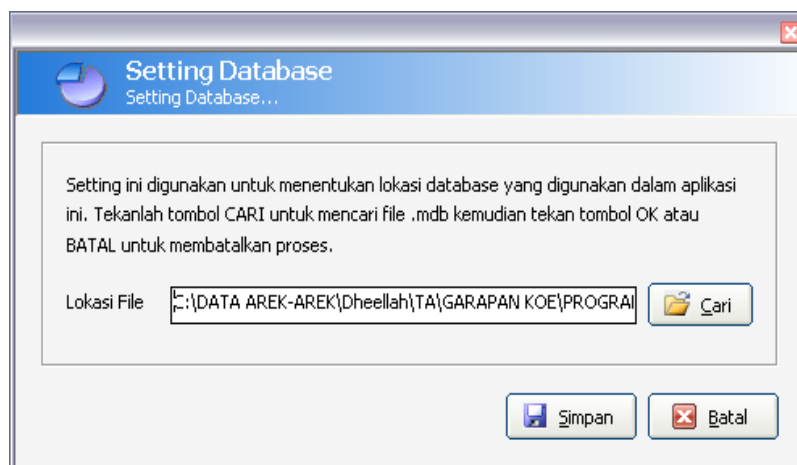 Setting Database
Setting Database...
Setting ini digunakan untuk menentukan lokasi database yang digunakan dalam aplikasi
ini. Tekanlah tombol CARI untuk mencari file .mdb kemudian tekan tombol OK atau
BATAL untuk membatalkan proses.
Lokasi File :\DATA AREK-AREK\Dheellah\TA\GARAPAN KOE\PROGRAI Cari
Simpan Batal